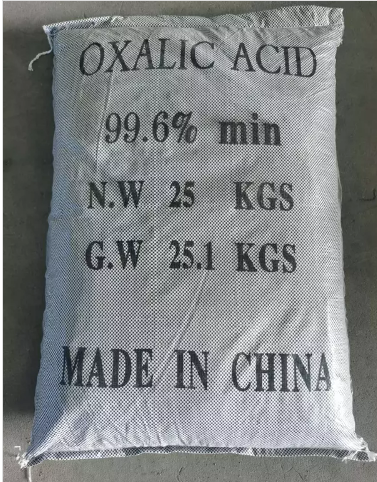 OXALIC ACID
99.6% min
N.W 25 KGS
G.W 25.1 KGS
MADE IN CHINA